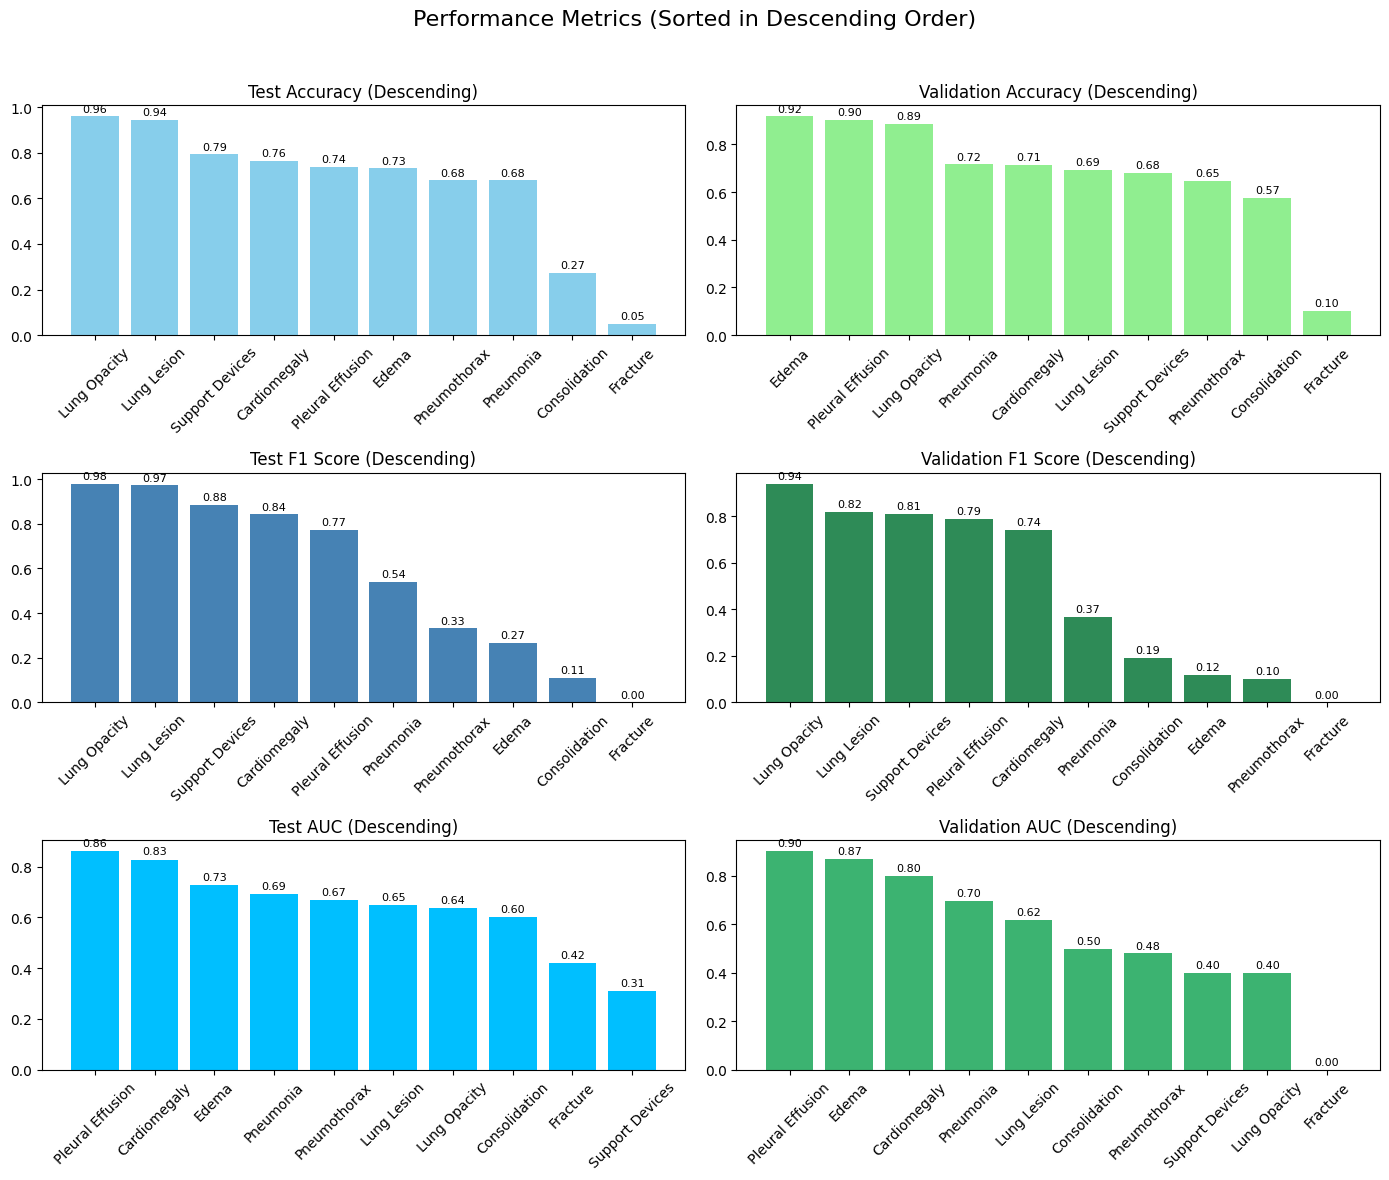 Performance Metrics (Sorted in Descending Order)
Test Accuracy (Descending)
1.0
0.8
0.6
0.4
0.2
0.0
0.96
0.94
0.79
0.76
0.74
0.73
0.68
0.68
0.27
0.05
Lung Opacity
Lung Lesion
Support Devices
Cardiomegaly
Pleural Effusion
Edema
Pneumothorax
Pneumonia
Consolidation
Fracture
Validation Accuracy (Descending)
0.8
0.6
0.4
0.2
0.0
0.92
0.90
0.89
0.72
0.71
0.69
0.68
0.65
0.57
0.10
Edema
Pleural Effusion
Lung Opacity
Pneumonia
Cardiomegaly
Lung Lesion
Support Devices
Pneumothorax
Consolidation
Fracture
Test F1 Score (Descending)
1.0
0.8
0.6
0.4
0.2
0.0
0.98
0.97
0.88
0.84
0.77
0.54
0.33
0.27
0.11
0.00
Lung Opacity
Lung Lesion
Support Devices
Cardiomegaly
Pleural Effusion
Pneumonia
Pneumothorax
Edema
Consolidation
Fracture
Validation F1 Score (Descending)
0.8
0.6
0.4
0.2
0.0
0.94
0.82
0.81
0.79
0.74
0.37
0.19
0.12
0.10
0.00
Lung Opacity
Lung Lesion
Support Devices
Pleural Effusion
Cardiomegaly
Pneumonia
Consolidation
Edema
Pneumothorax
Fracture
Test AUC (Descending)
0.8
0.6
0.4
0.2
0.0
0.86
0.83
0.73
0.69
0.67
0.65
0.64
0.60
0.42
0.31
Pleural Effusion
Cardiomegaly
Edema
Pneumonia
Pneumothorax
Lung Lesion
Lung Opacity
Consolidation
Fracture
Support Devices
Validation AUC (Descending)
0.8
0.6
0.4
0.2
0.0
0.90
0.87
0.80
0.70
0.62
0.50
0.48
0.40
0.40
0.00
Pleural Effusion
Edema
Cardiomegaly
Pneumonia
Lung Lesion
Consolidation
Pneumothorax
Support Devices
Lung Opacity
Fracture